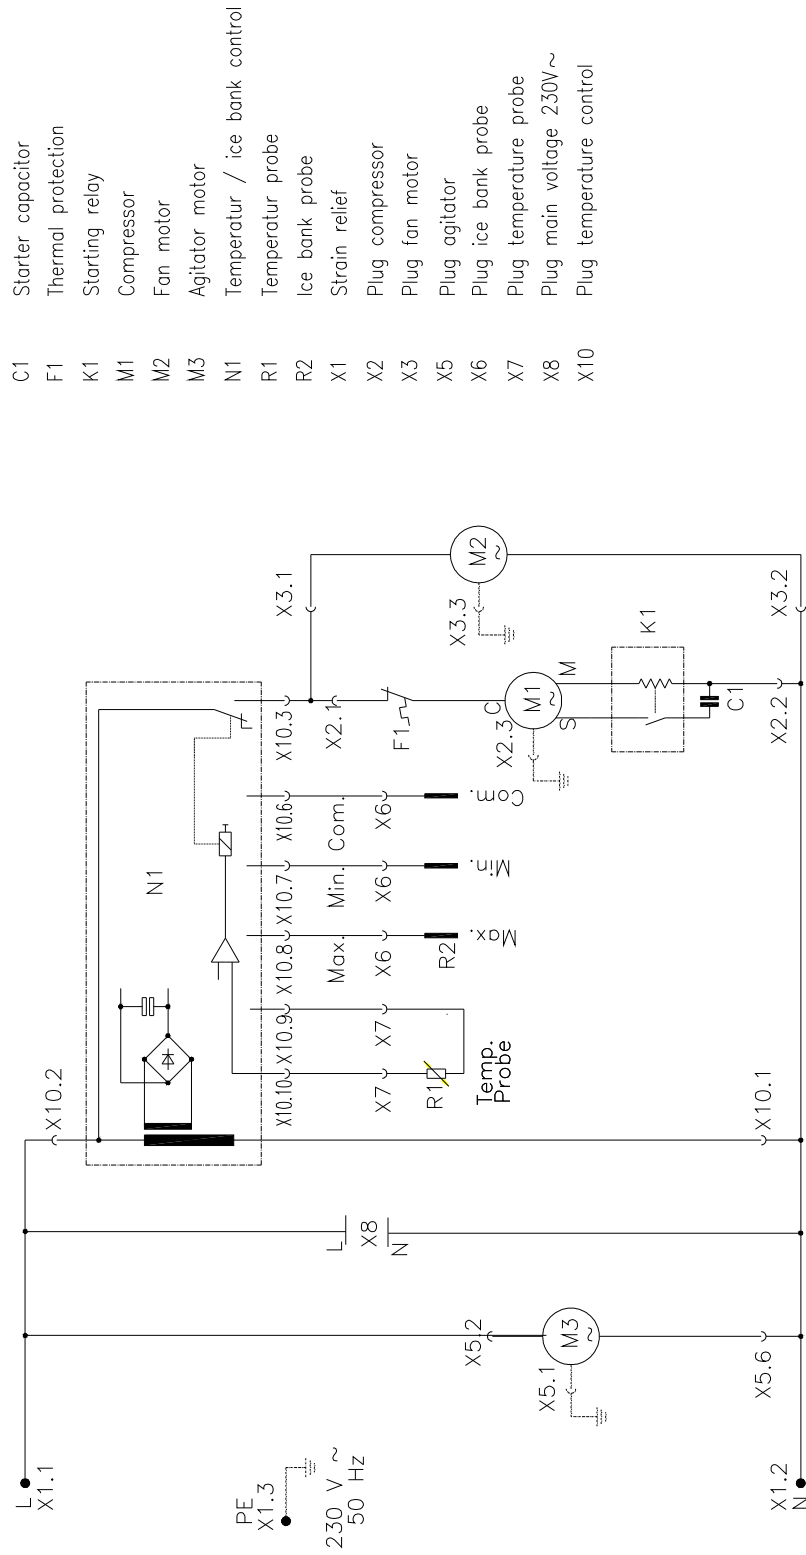 C1 Starter capacitor
F1 Thermal protection
K1 Starting relay
M1 Compressor
M2 Fan motor
M3 Agitator motor
N1 Temperatur / ice bank control
R1 Temperatur probe
R2 Ice bank probe
X1 Strain relief
X2 Plug compressor
X3 Plug fan motor
X5 Plug agitator
X6 Plug ice bank probe
X7 Plug temperature probe
X8 Plug main voltage 230V~
X10 Plug temperature control
L
X1.1
PE
X1.3
230 V ~
50 Hz
X1.2
N
X5.2
X5.1
M3
~
X5.6
L
X8
N
X10.2
X10.1
N1
X10.10
X10.9
X10.8
X10.7
X10.6
X10.3
Max.
Min.
Com.
X7
X7
X6
X6
X6
R1
Temp.
Probe
R2
Max.
Min.
Com.
X2.1
F1
X2.3
C
M1
~
S
M
K1
C1
X2.2
X3.1
X3.3
M2
~
X3.2